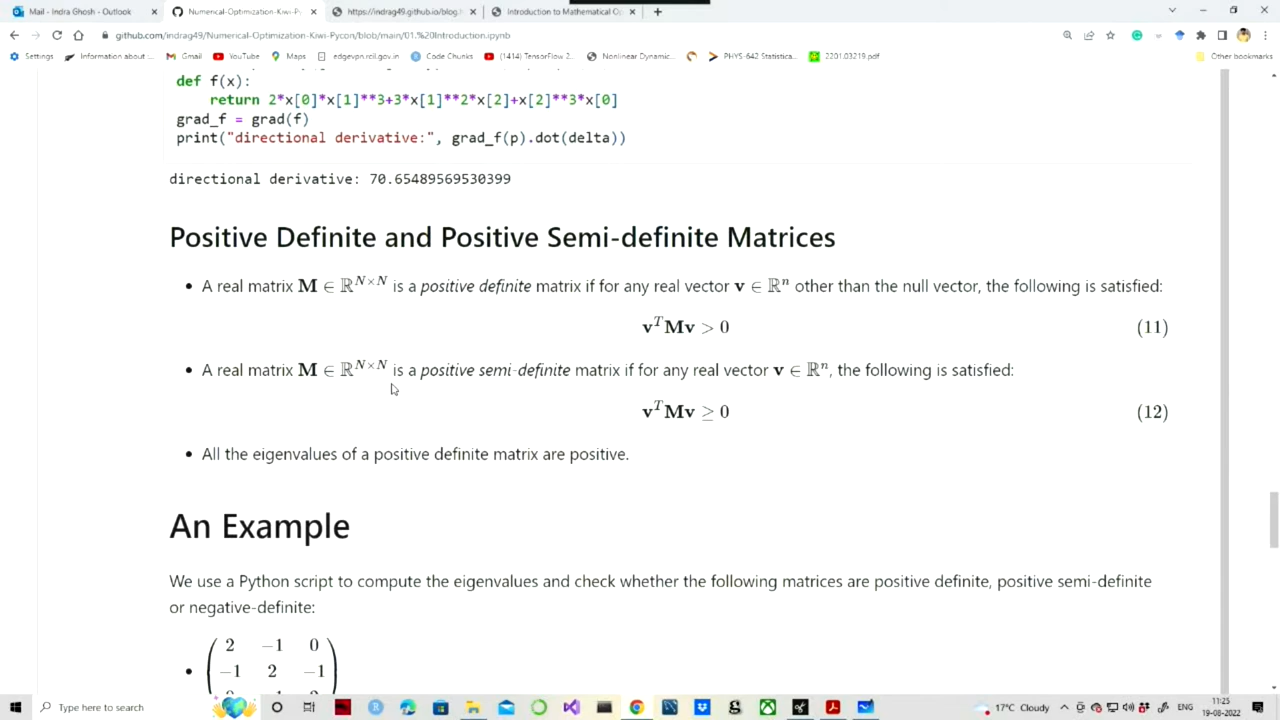 Mail - Indra Ghosh - Outlook
Numerical-Optimization-Kiwi-Py
https://indrag49.github.io/blog.h
Introduction to Mathematical Op
github.com/indrag49/Numerical-Optimization-Kiwi-Pycon/blob/main/01.%20Introduction.ipynb
Settings
Information about ...
Gmail
YouTube
Maps
edgevpn.rcil.gov.in
Code Chunks
(1414) TensorFlow 2...
Nonlinear Dynamic...
PHYS-642 Statistica...
2201.03219.pdf
Other bookmarks
def f(x):
return 2*x[0]*x[1]**3+3*x[1]**2*x[2]+x[2]**3*x[0]
grad_f = grad(f)
print("directional derivative:", grad_f(p).dot(delta))
directional derivative: 70.65489569530399
Positive Definite and Positive Semi-definite Matrices
• A real matrix M ∈ ℝ^{N×N} is a positive definite matrix if for any real vector v ∈ ℝ^n other than the null vector, the following is satisfied:
v^T Mv > 0 (11)
• A real matrix M ∈ ℝ^{N×N} is a positive semi-definite matrix if for any real vector v ∈ ℝ^n, the following is satisfied:
v^T Mv ≥ 0 (12)
• All the eigenvalues of a positive definite matrix are positive.
An Example
We use a Python script to compute the eigenvalues and check whether the following matrices are positive definite, positive semi-definite
or negative-definite:
2 −1 0
−1 2 −1
Type here to search
17°C Cloudy
ENG
11:25
19-08-2022